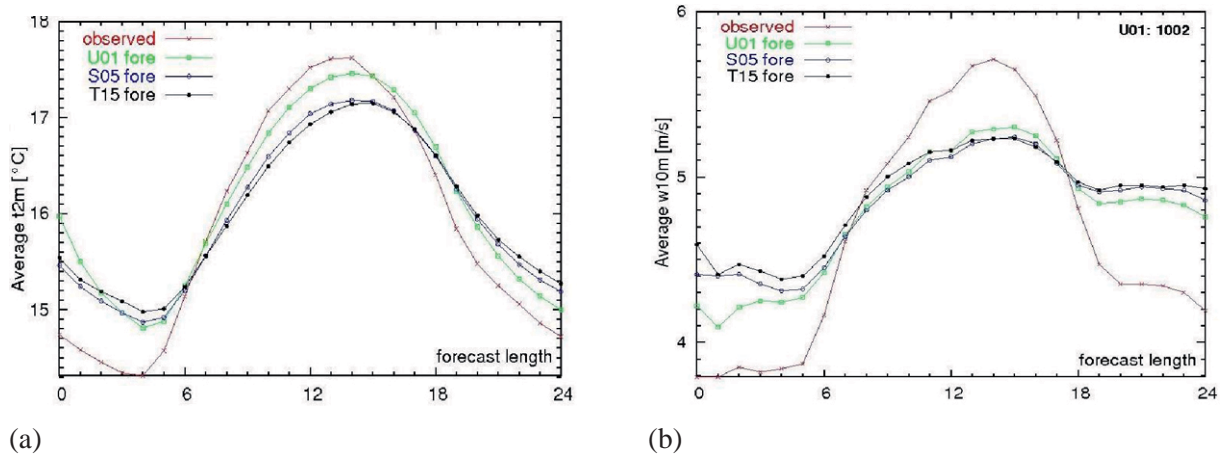 18
observed
U01 fore
S05 fore
T15 fore
17
Average t2m [°C]
16
15
forecast length
0 6 12 18 24
(a)
6
U01: 1002
observed
U01 fore
S05 fore
T15 fore
Average w10m [m/s]
5
4
forecast length
0 6 12 18 24
(b)